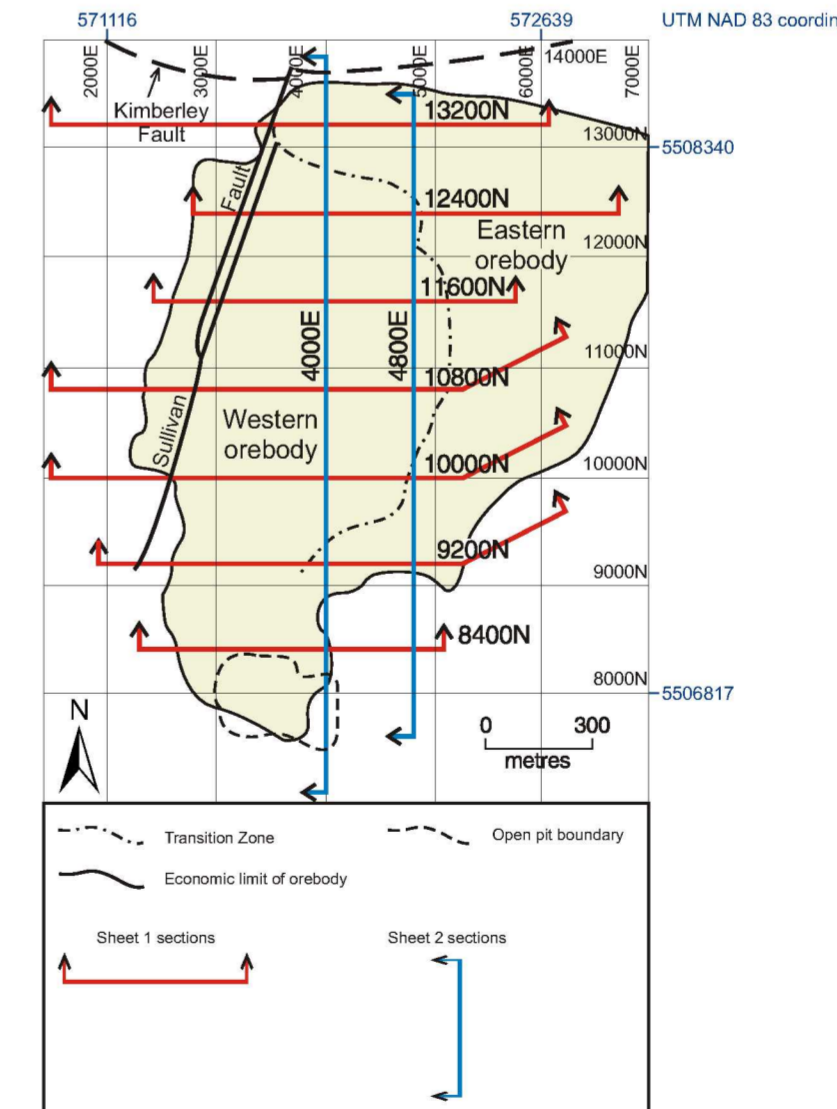 571116
572639
UTM NAD 83 coordin
2000E
3000E
4000E
5000E
6000E
14000E
7000E
Kimberley
Fault
13200N
13000N
5508340
Fault
12400N
Eastern
orebody
12000N
11600N
4000E
4800E
11000N
10800N
Western
orebody
Sullivan
10000N
10000N
9200N
9000N
8400N
8000N
5506817
N
0 300
metres
Transition Zone
Open pit boundary
Economic limit of orebody
Sheet 1 sections
Sheet 2 sections